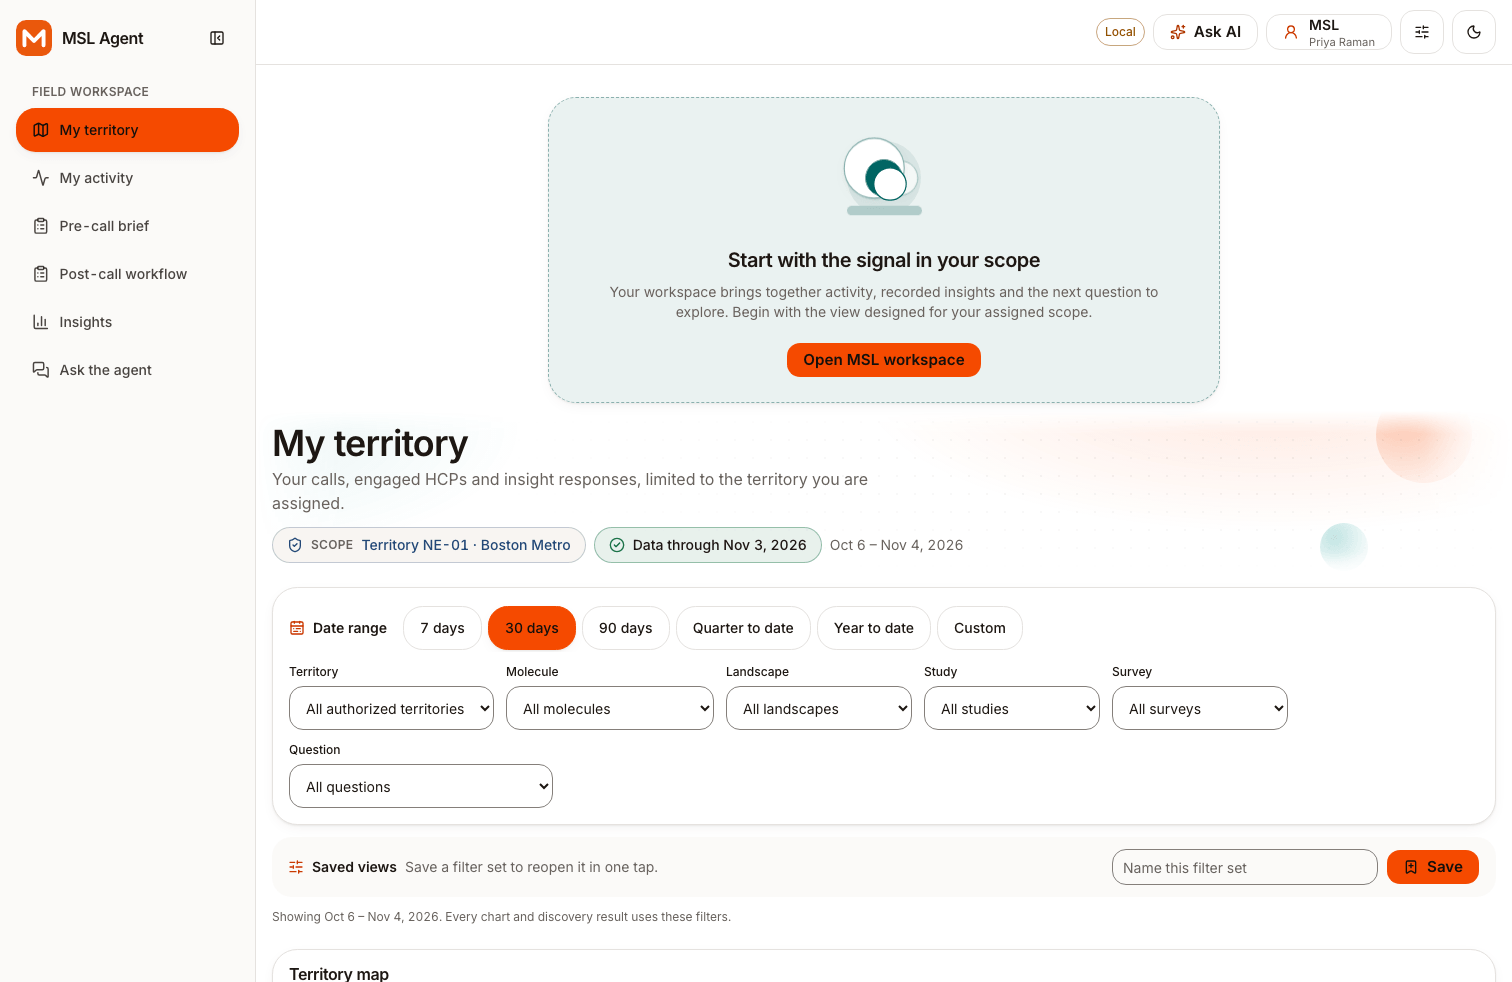 MSL Agent
Local
Ask AI
MSL
Priya Raman
FIELD WORKSPACE
My territory
My activity
Pre-call brief
Post-call workflow
Insights
Ask the agent
Start with the signal in your scope
Your workspace brings together activity, recorded insights and the next question to
explore. Begin with the view designed for your assigned scope.
Open MSL workspace
My territory
Your calls, engaged HCPs and insight responses, limited to the territory you are
assigned.
SCOPE Territory NE-01 · Boston Metro
Data through Nov 3, 2026
Oct 6 – Nov 4, 2026
Date range
7 days
30 days
90 days
Quarter to date
Year to date
Custom
Territory
All authorized territories
Molecule
All molecules
Landscape
All landscapes
Study
All studies
Survey
All surveys
Question
All questions
Saved views Save a filter set to reopen it in one tap.
Name this filter set
Save
Showing Oct 6 – Nov 4, 2026. Every chart and discovery result uses these filters.
Territory map